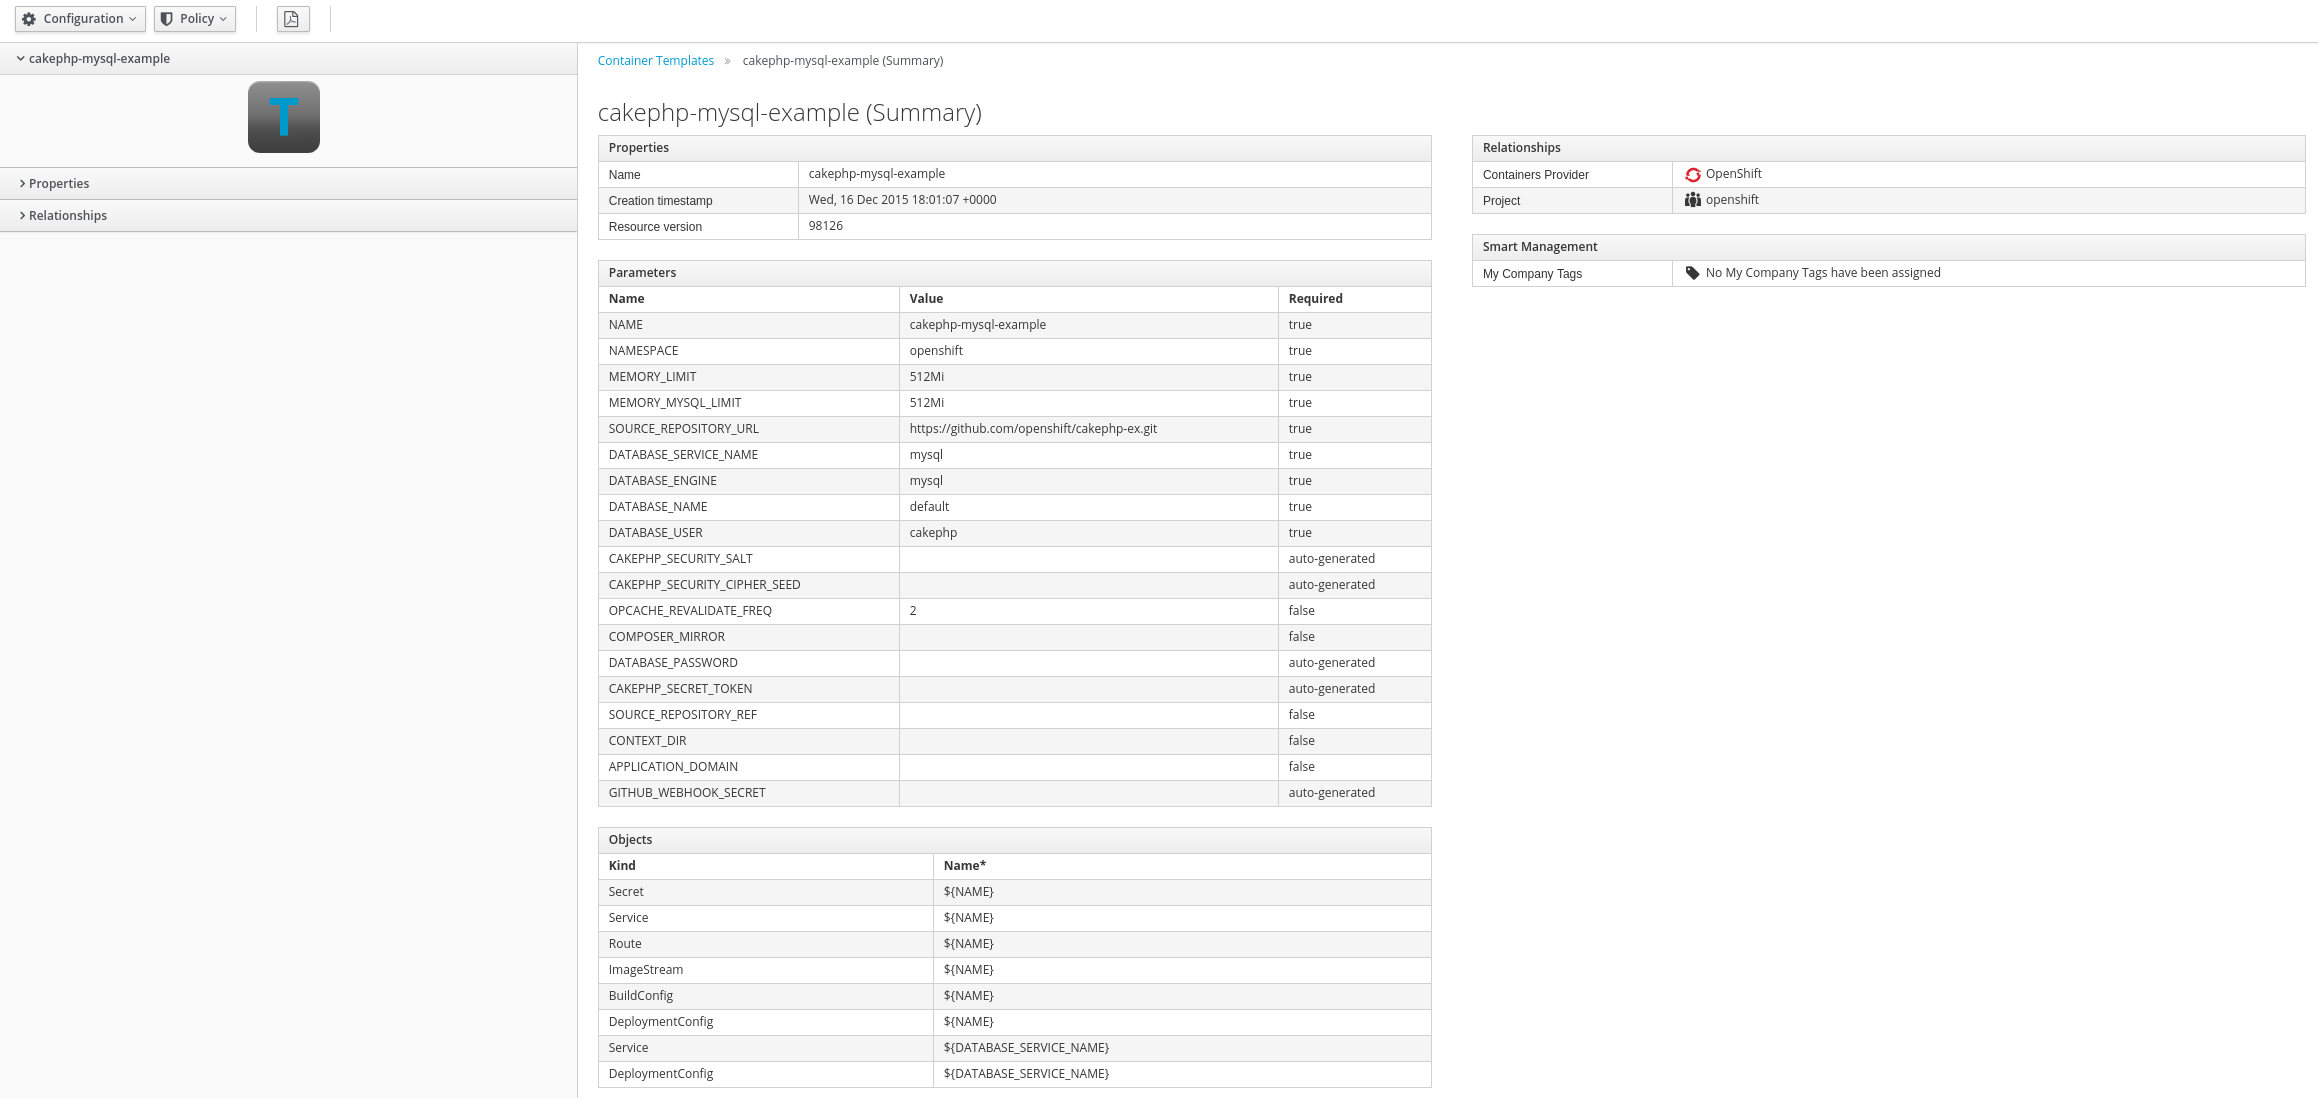 Configuration Policy
cakephp-mysql-example
T
Properties
Relationships
Container Templates » cakephp-mysql-example (Summary)
cakephp-mysql-example (Summary)
Properties
Name cakephp-mysql-example
Creation timestamp Wed, 16 Dec 2015 18:01:07 +0000
Resource version 98126
Parameters
Name Value Required
NAME cakephp-mysql-example true
NAMESPACE openshift true
MEMORY_LIMIT 512Mi true
MEMORY_MYSQL_LIMIT 512Mi true
SOURCE_REPOSITORY_URL https://github.com/openshift/cakephp-ex.git true
DATABASE_SERVICE_NAME mysql true
DATABASE_ENGINE mysql true
DATABASE_NAME default true
DATABASE_USER cakephp true
CAKEPHP_SECURITY_SALT auto-generated
CAKEPHP_SECURITY_CIPHER_SEED auto-generated
OPCACHE_REVALIDATE_FREQ 2 false
COMPOSER_MIRROR false
DATABASE_PASSWORD auto-generated
CAKEPHP_SECRET_TOKEN auto-generated
SOURCE_REPOSITORY_REF false
CONTEXT_DIR false
APPLICATION_DOMAIN false
GITHUB_WEBHOOK_SECRET auto-generated
Objects
Kind Name*
Secret ${NAME}
Service ${NAME}
Route ${NAME}
ImageStream ${NAME}
BuildConfig ${NAME}
DeploymentConfig ${NAME}
Service ${DATABASE_SERVICE_NAME}
DeploymentConfig ${DATABASE_SERVICE_NAME}
Relationships
Containers Provider OpenShift
Project openshift
Smart Management
My Company Tags No My Company Tags have been assigned